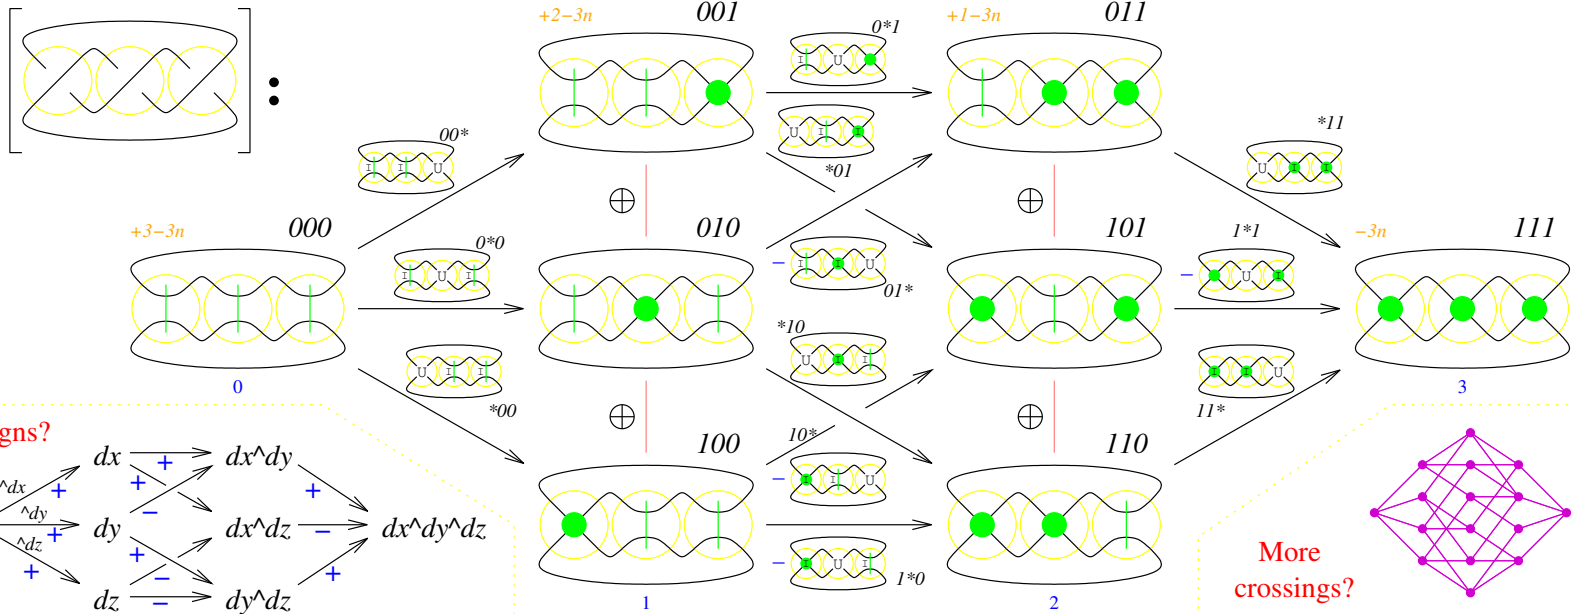 +2−3n 001 0*1 +1−3n 011
I U
00* *11
U I I
I I U *01 U I I
⊕ ⊕
+3−3n 000 0*0 010 101 1*1 −3n 111
I U I − I I U − U I
01*
*10
U I I
0 U I I I I U 3
*00 11*
⊕ ⊕
gns? 100 10* 110
dx + dx^dy − I I U
^dx + + +
^dy + dy − dx^dz − dx^dy^dz
^dz + + − + − I U I More
1*0 crossings?
dz − dy^dz 1 2